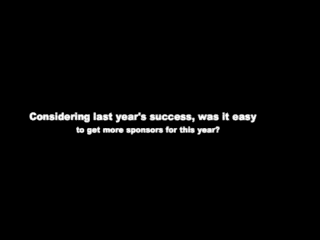 Considering last year's success, was it easy
to get more sponsors for this year?